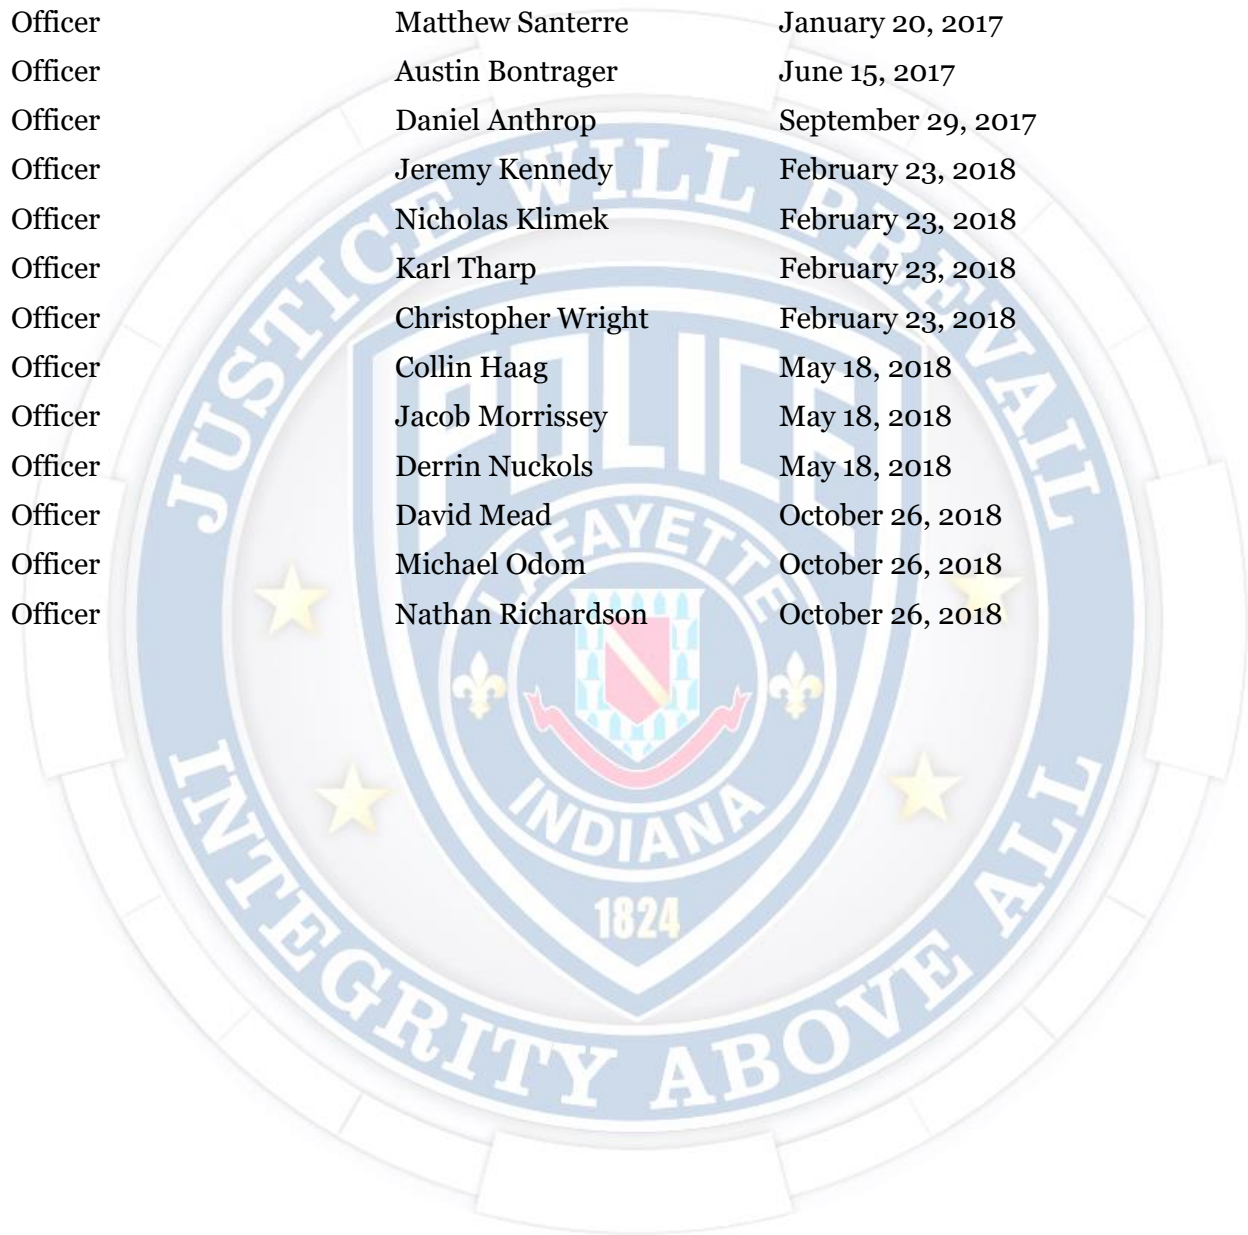 Officer Matthew Santerre January 20, 2017
Officer Austin Bontrager June 15, 2017
Officer Daniel Anthrop September 29, 2017
Officer Jeremy Kennedy February 23, 2018
Officer Nicholas Klimek February 23, 2018
Officer Karl Tharp February 23, 2018
Officer Christopher Wright February 23, 2018
Officer Collin Haag May 18, 2018
Officer Jacob Morrissey May 18, 2018
Officer Derrin Nuckols May 18, 2018
Officer David Mead October 26, 2018
Officer Michael Odom October 26, 2018
Officer Nathan Richardson October 26, 2018
JUSTICE WILL PREVAIL
POLICE
LAFAYETTE
INDIANA
1824
INTEGRITY ABOVE ALL